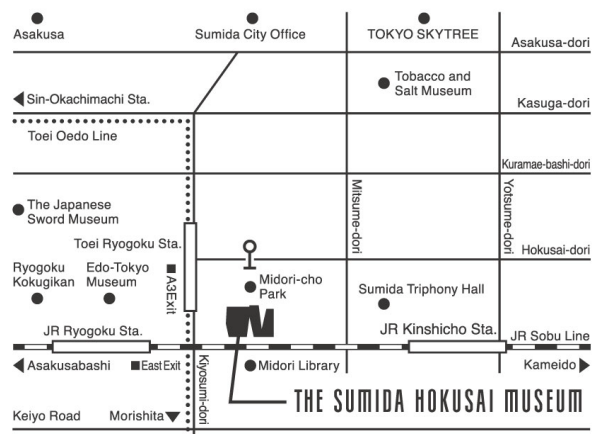 Asakusa
Sumida City Office
TOKYO SKYTREE
Asakusa-dori
Tobacco and
Salt Museum
Sin-Okachimachi Sta.
Kasuga-dori
Toei Oedo Line
Kuramae-bashi-dori
Mitsume-dori
Yotsume-dori
The Japanese
Sword Museum
Toei Ryogoku Sta.
Hokusai-dori
Ryogoku
Kokugikan
Edo-Tokyo
Museum
A3Exit
Midori-cho
Park
Sumida Triphony Hall
JR Ryogoku Sta.
JR Kinshicho Sta.
JR Sobu Line
Asakusabashi
East Exit
Kiyosumi-dori
Midori Library
Kameido
THE SUMIDA HOKUSAI MUSEUM
Keiyo Road
Morishita